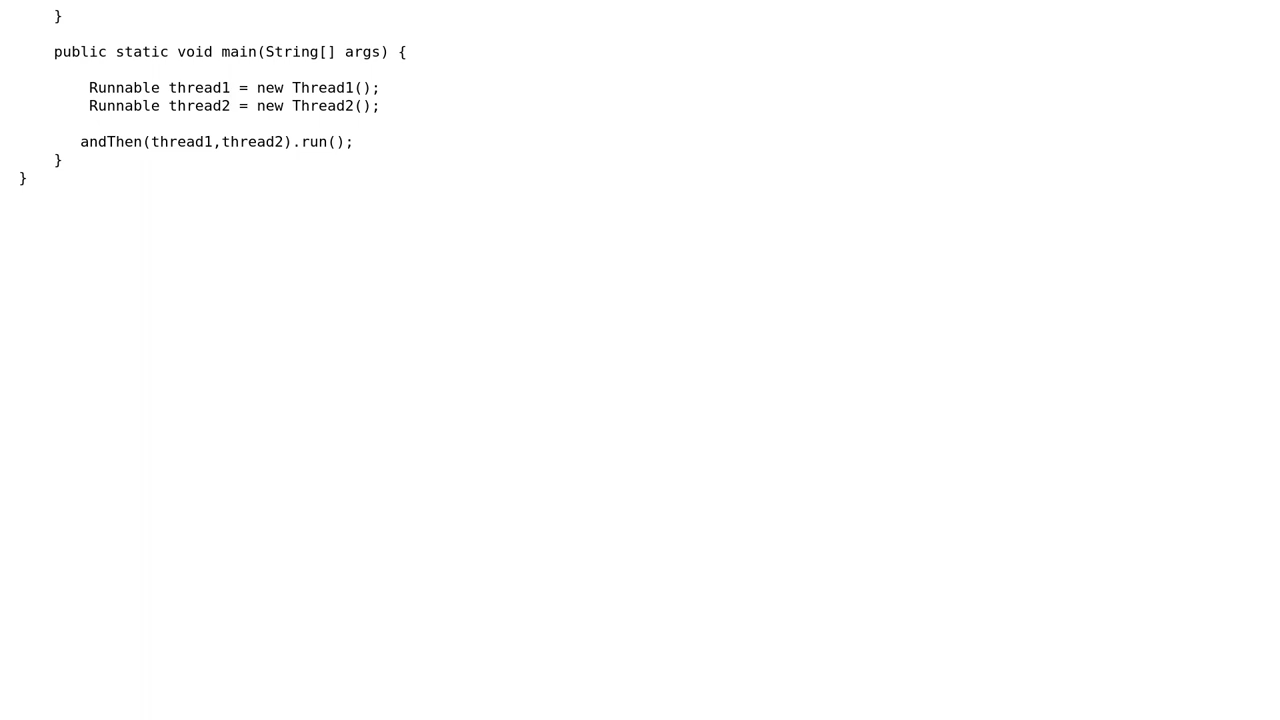 }
public static void main(String[] args) {
Runnable thread1 = new Thread1();
Runnable thread2 = new Thread2();
andThen(thread1,thread2).run();
}
}